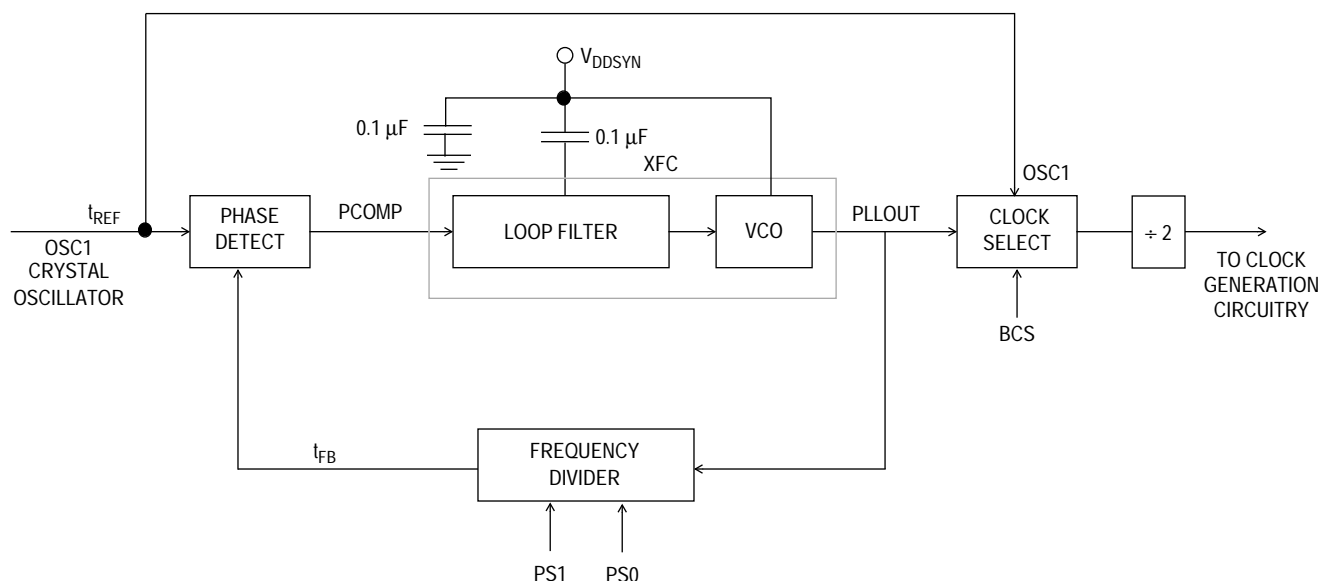 V_DDSYN
0.1 μF
0.1 μF
XFC
OSC1
t_REF
PHASE
DETECT
PCOMP
LOOP FILTER
VCO
PLLOUT
CLOCK
SELECT
÷ 2
OSC1
CRYSTAL
OSCILLATOR
TO CLOCK
GENERATION
CIRCUITRY
BCS
t_FB
FREQUENCY
DIVIDER
PS1
PS0